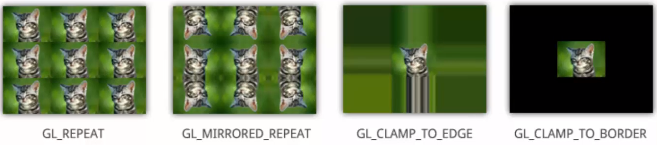 GL_REPEAT
GL_MIRRORED_REPEAT
GL_CLAMP_TO_EDGE
GL_CLAMP_TO_BORDER